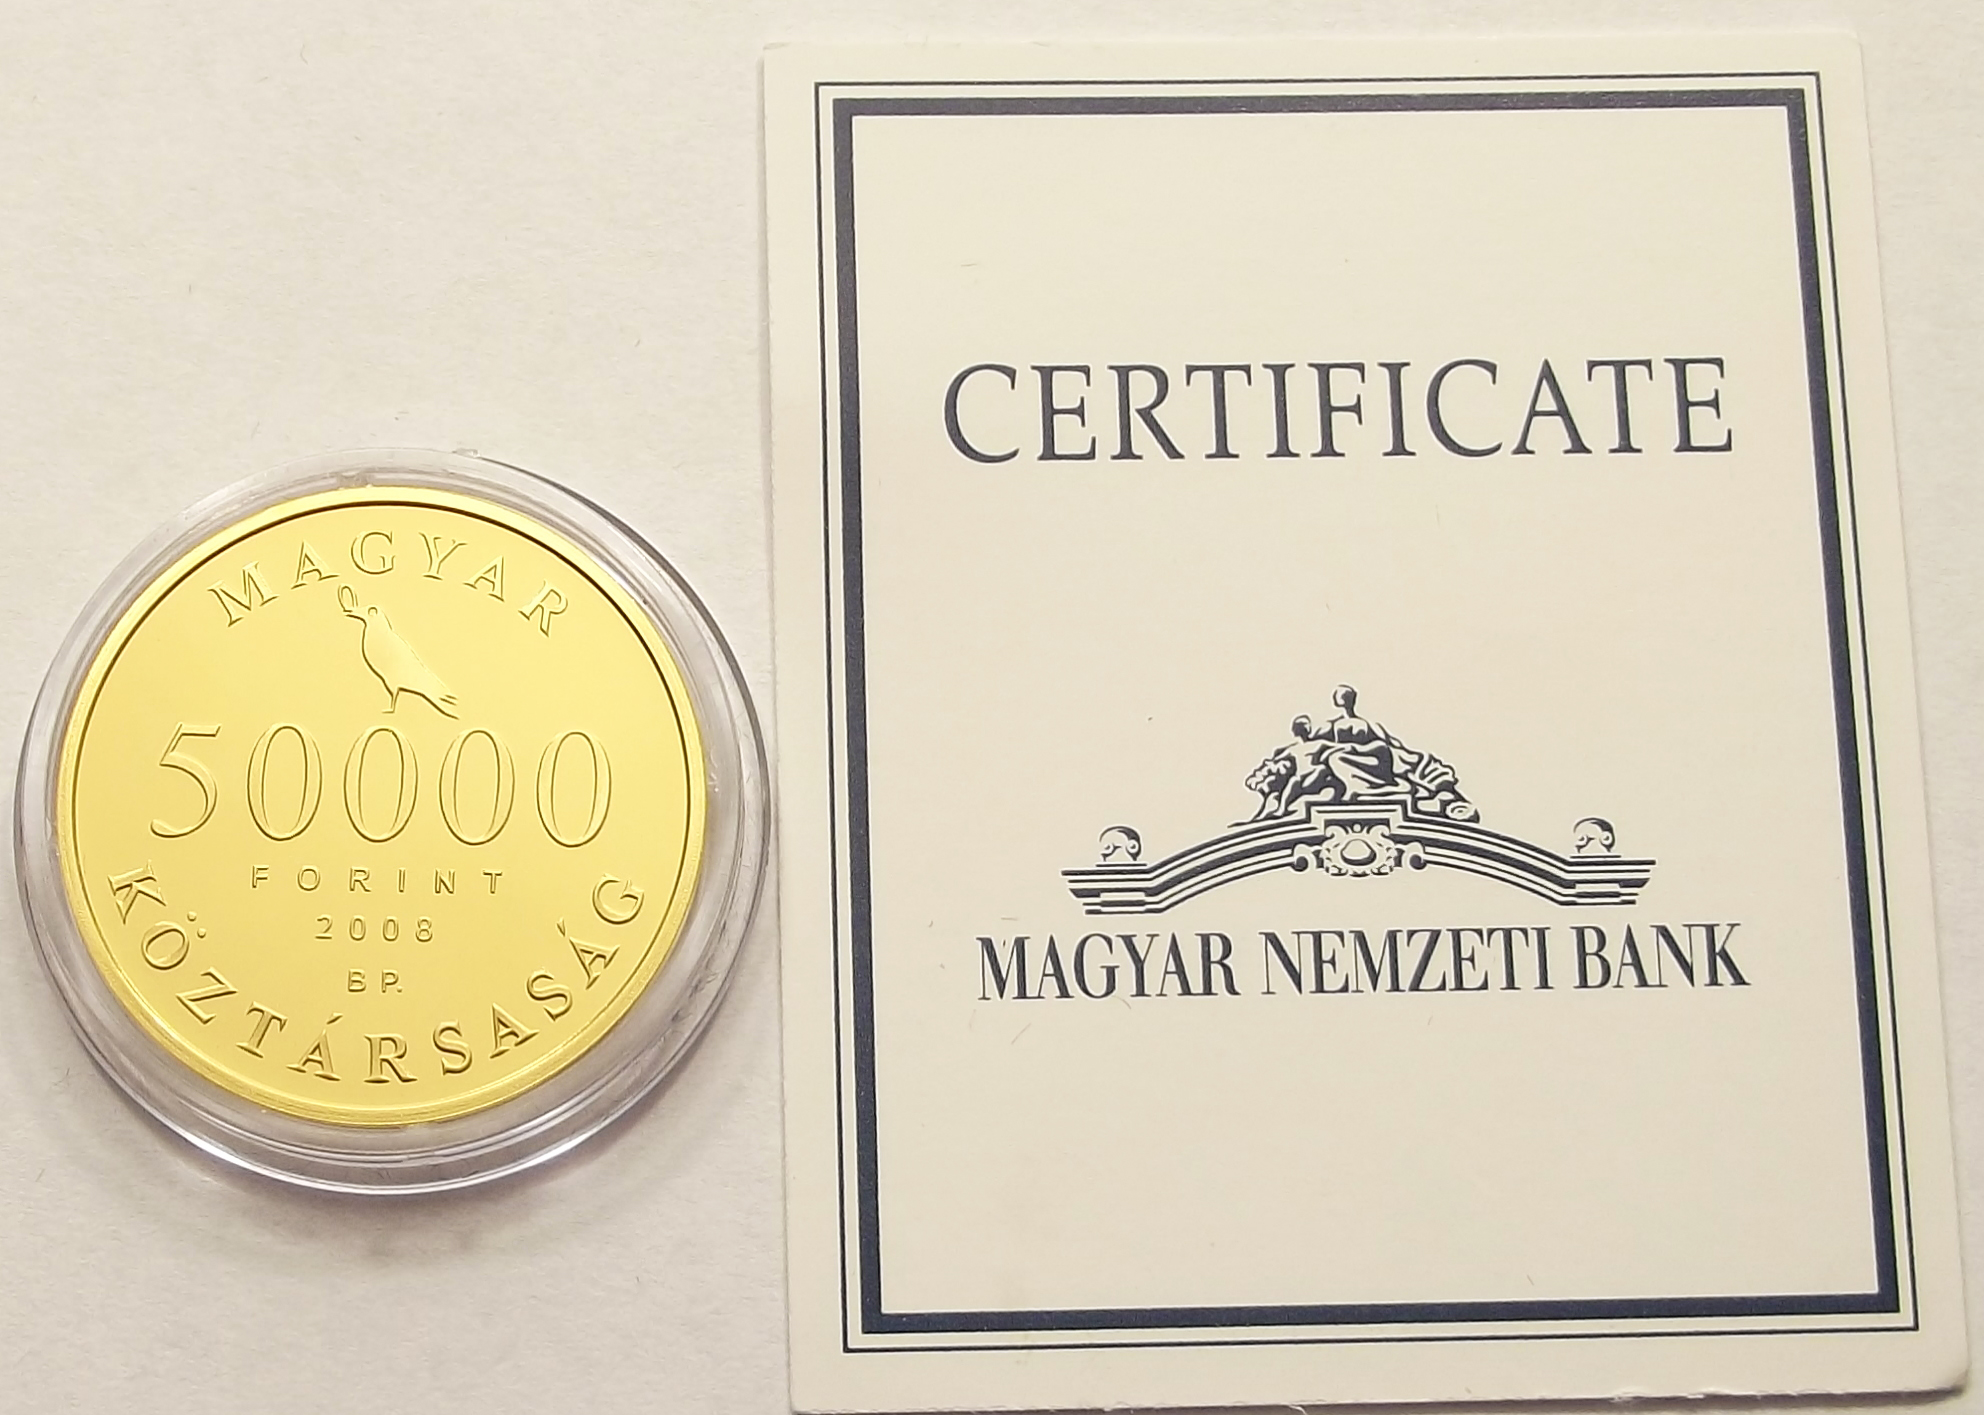 MAGYAR
50000
FORINT
2008
BP.
KÖZTÁRSASÁG
CERTIFICATE
MAGYAR NEMZETI BANK